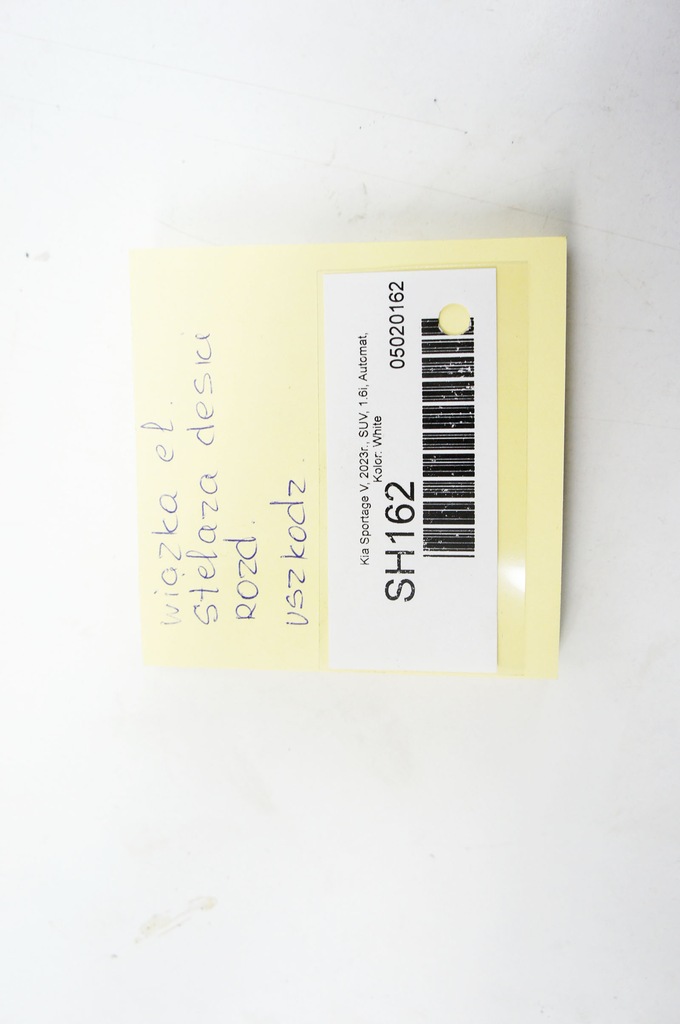 wiązka el.
stelaża deski
rozd.
uszkodz.
Kia Sportage V, 2023r., SUV, 1.6i, Automat,
Kolor: White
SH162
05020162